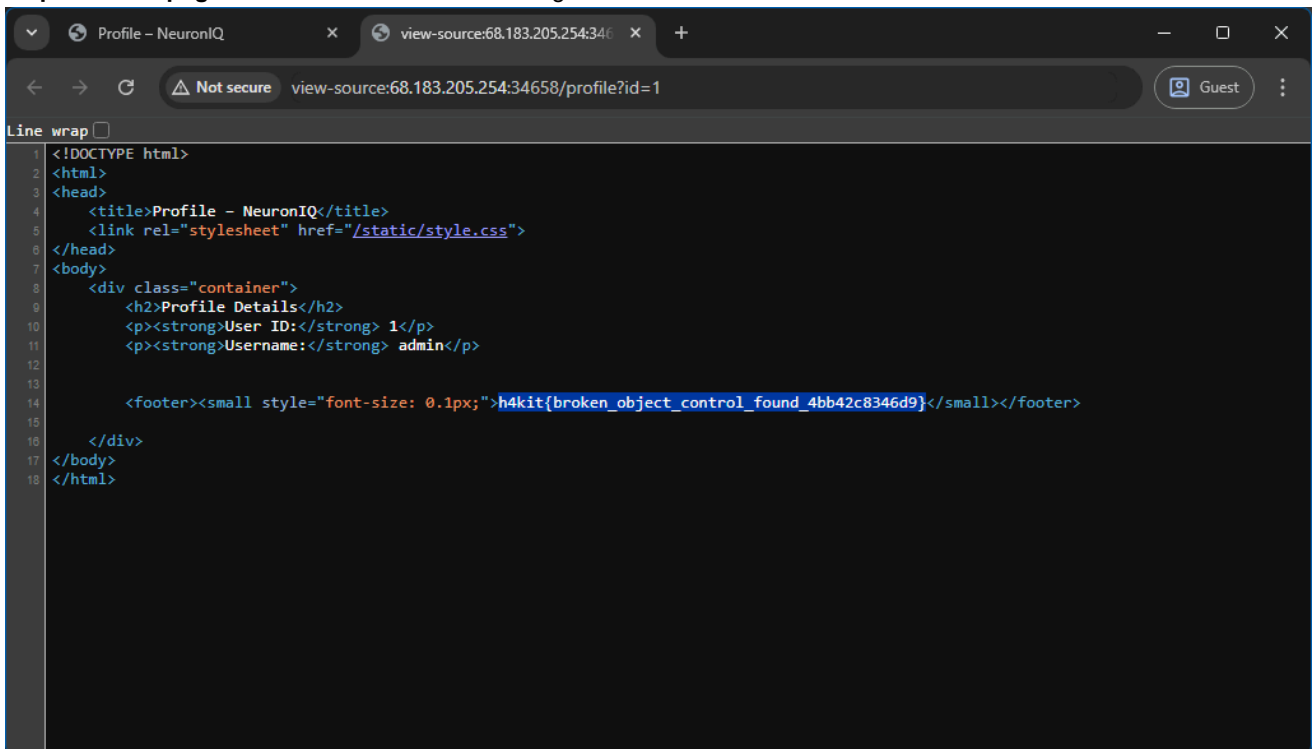 Profile – NeuronIQ
view-source:68.183.205.254:346
Not secure view-source:68.183.205.254:34658/profile?id=1
Guest
Line wrap
1 <!DOCTYPE html>
2 <html>
3 <head>
4 <title>Profile – NeuronIQ</title>
5 <link rel="stylesheet" href="/static/style.css">
6 </head>
7 <body>
8 <div class="container">
9 <h2>Profile Details</h2>
10 <p><strong>User ID:</strong> 1</p>
11 <p><strong>Username:</strong> admin</p>
12
13
14 <footer><small style="font-size: 0.1px;">h4kit{broken_object_control_found_4bb42c8346d9}</small></footer>
15
16 </div>
17 </body>
18 </html>